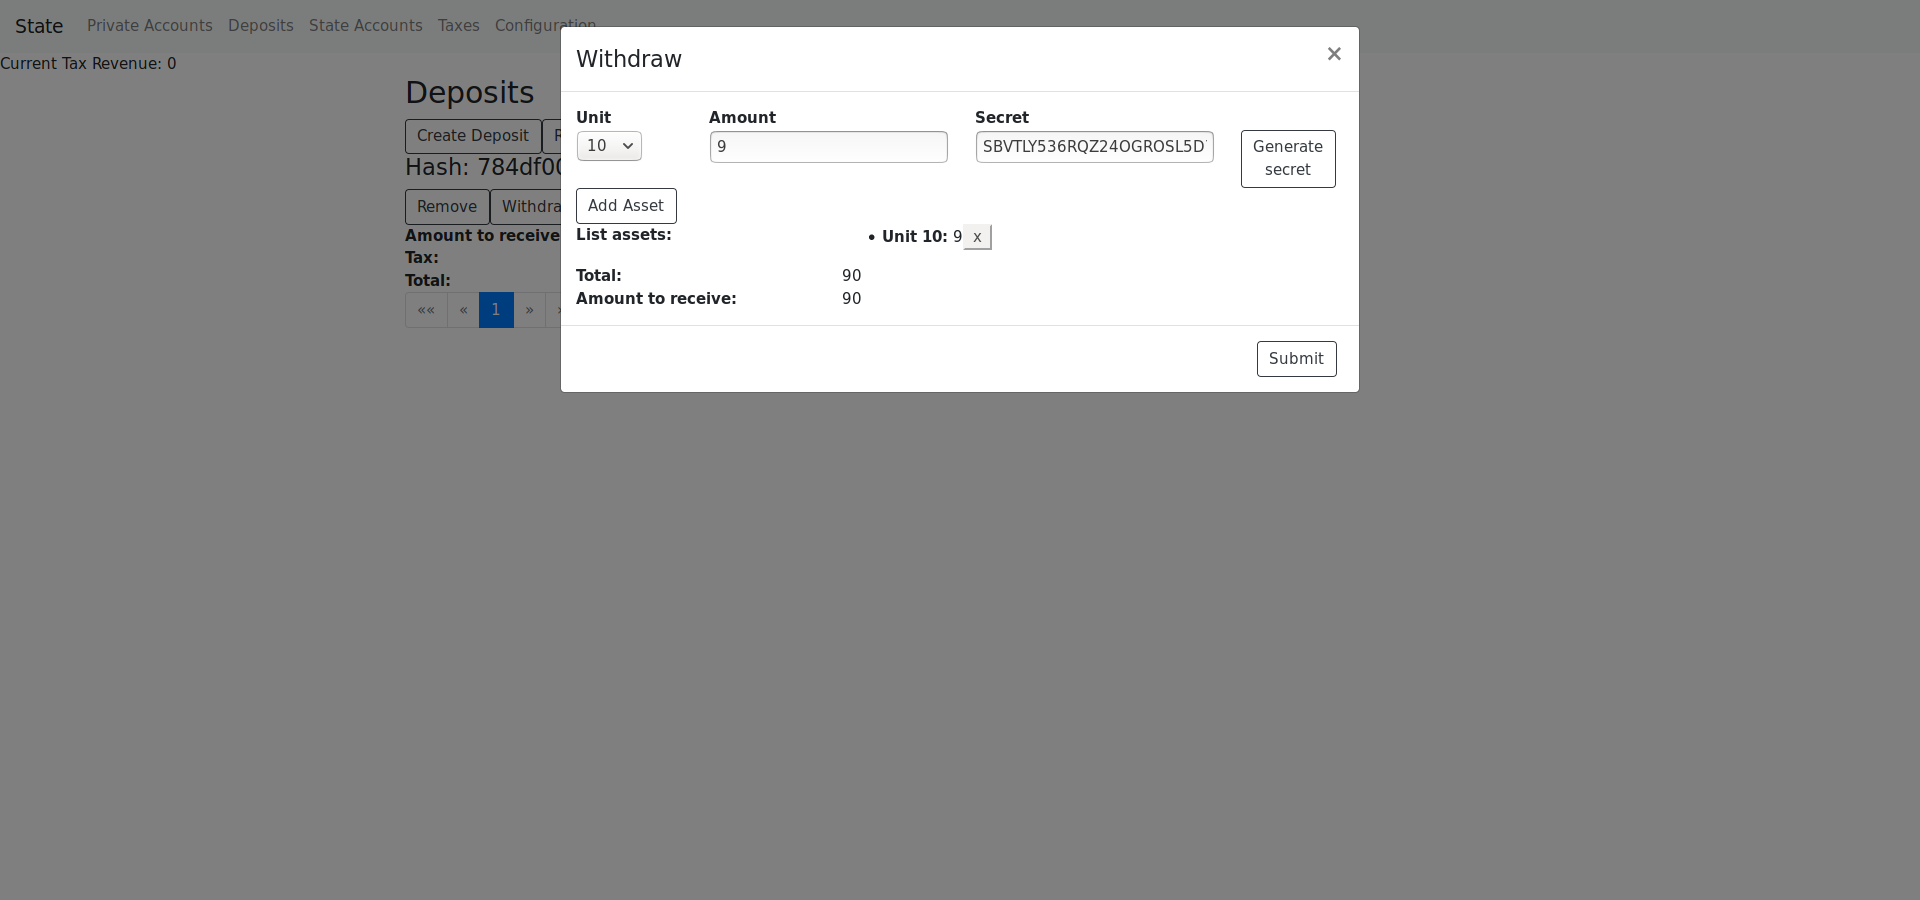 State Private Accounts Deposits State Accounts Taxes Configuration
Current Tax Revenue: 0
Deposits
Create Deposit
Hash: 784df00
Remove
Amount to receive
Tax:
Total:
«« « 1 »
Withdraw ×
Unit Amount Secret
10 9 SBVTLY536RQZ24OGROSL5D
Generate secret
Add Asset
List assets: • Unit 10: 9 x
Total: 90
Amount to receive: 90
Submit